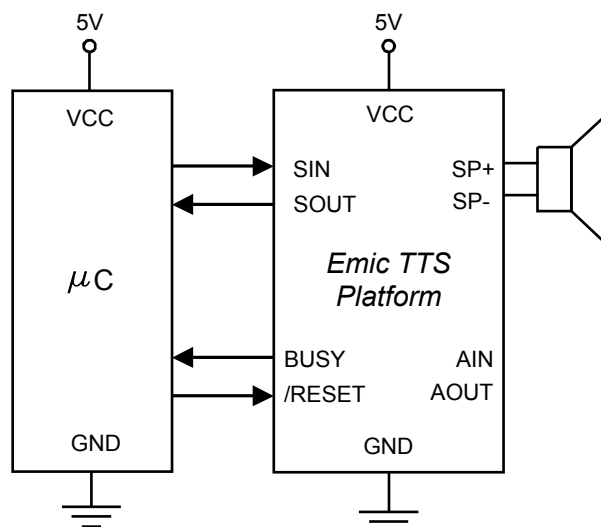 5V
5V
VCC
VCC
SIN
SP+
SOUT
SP-
μC
Emic TTS
Platform
BUSY
AIN
/RESET
AOUT
GND
GND